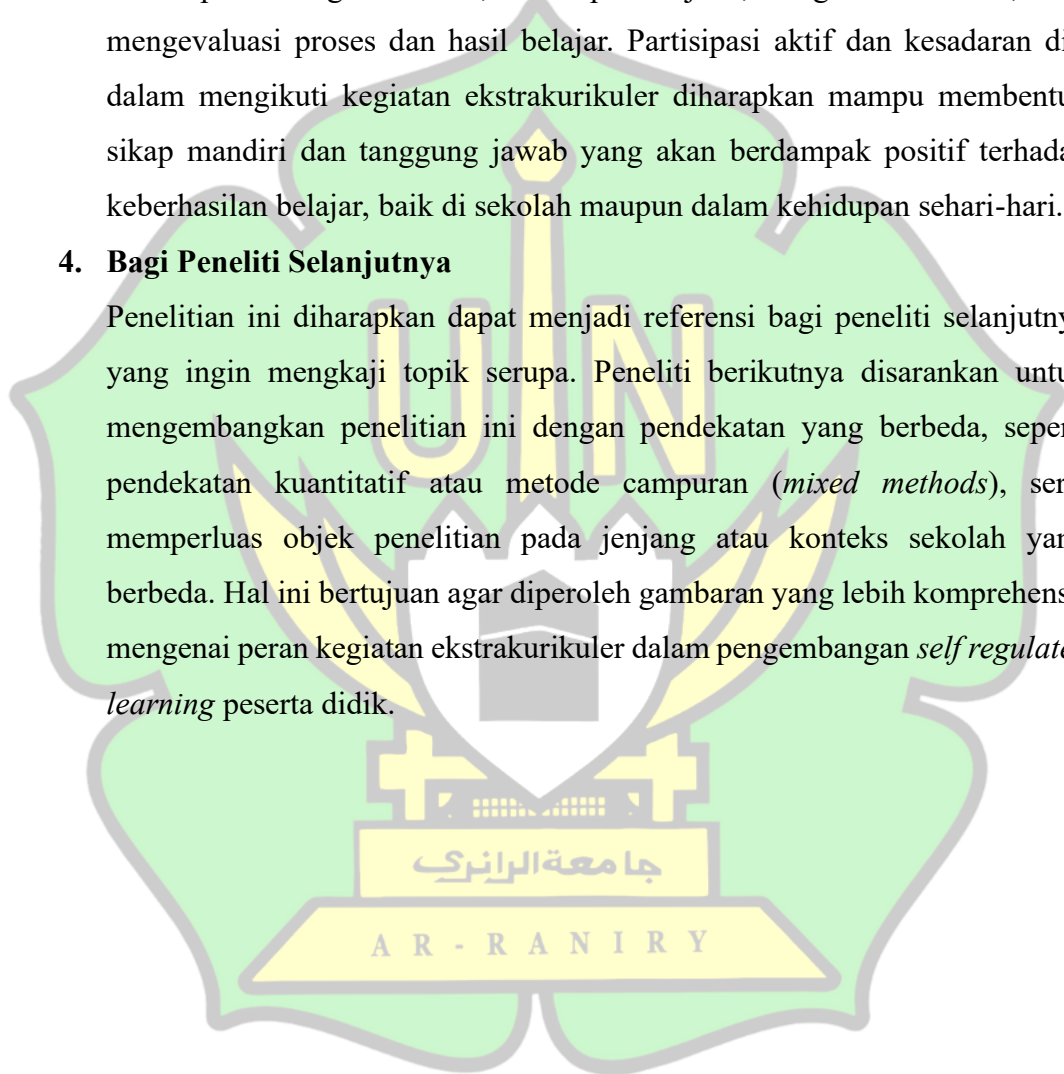 mengevaluasi proses dan hasil belajar. Partisipasi aktif dan kesadaran di
dalam mengikuti kegiatan ekstrakurikuler diharapkan mampu membentu
sikap mandiri dan tanggung jawab yang akan berdampak positif terhada
keberhasilan belajar, baik di sekolah maupun dalam kehidupan sehari-hari.
4. Bagi Peneliti Selanjutnya
Penelitian ini diharapkan dapat menjadi referensi bagi peneliti selanjutny
yang ingin mengkaji topik serupa. Peneliti berikutnya disarankan untu
mengembangkan penelitian ini dengan pendekatan yang berbeda, seper
pendekatan kuantitatif atau metode campuran (mixed methods), ser
memperluas objek penelitian pada jenjang atau konteks sekolah yan
berbeda. Hal ini bertujuan agar diperoleh gambaran yang lebih komprehens
mengenai peran kegiatan ekstrakurikuler dalam pengembangan self regulate
learning peserta didik.
UIN
جامعة الرانري
AR-RANIRY